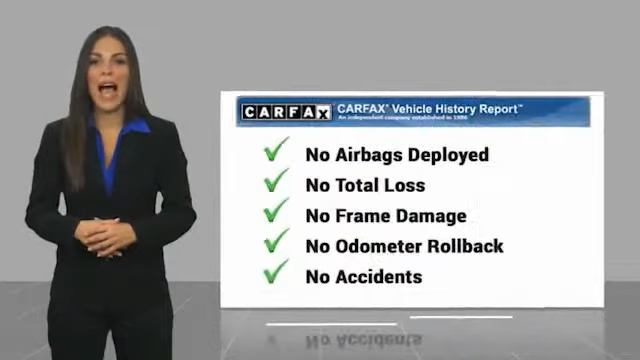 CARFAX CARFAX® Vehicle History Report™
An independent company established in 1986
No Airbags Deployed
No Total Loss
No Frame Damage
No Odometer Rollback
No Accidents